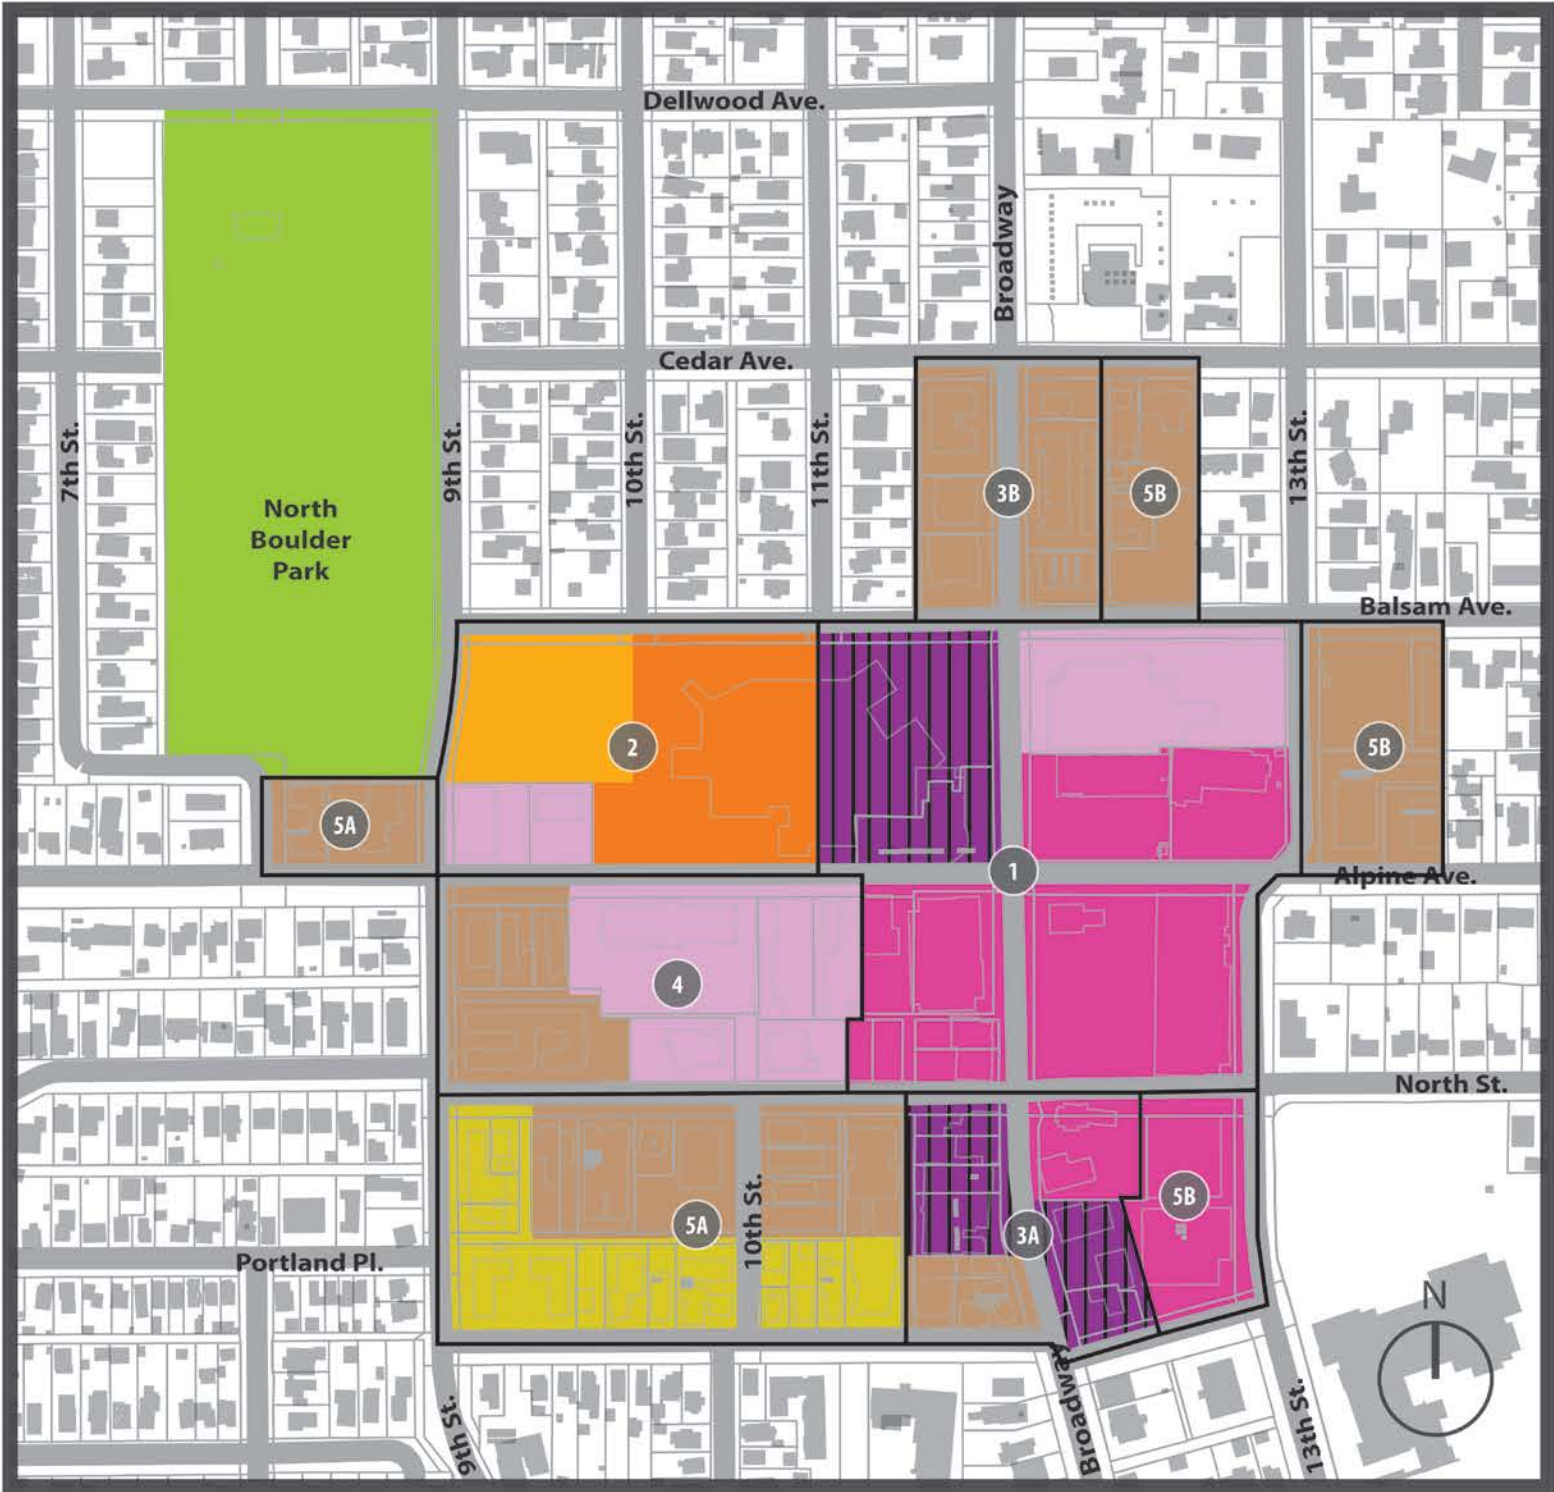 Dellwood Ave.
Broadway
Cedar Ave.
7th St.
9th St.
10th St.
11th St.
13th St.
3B
5B
North
Boulder
Park
Balsam Ave.
2
5B
5A
1
Alpine Ave.
4
North St.
5A
10th St.
3A
5B
Portland Pl.
N
9th St.
Broadway
13th St.